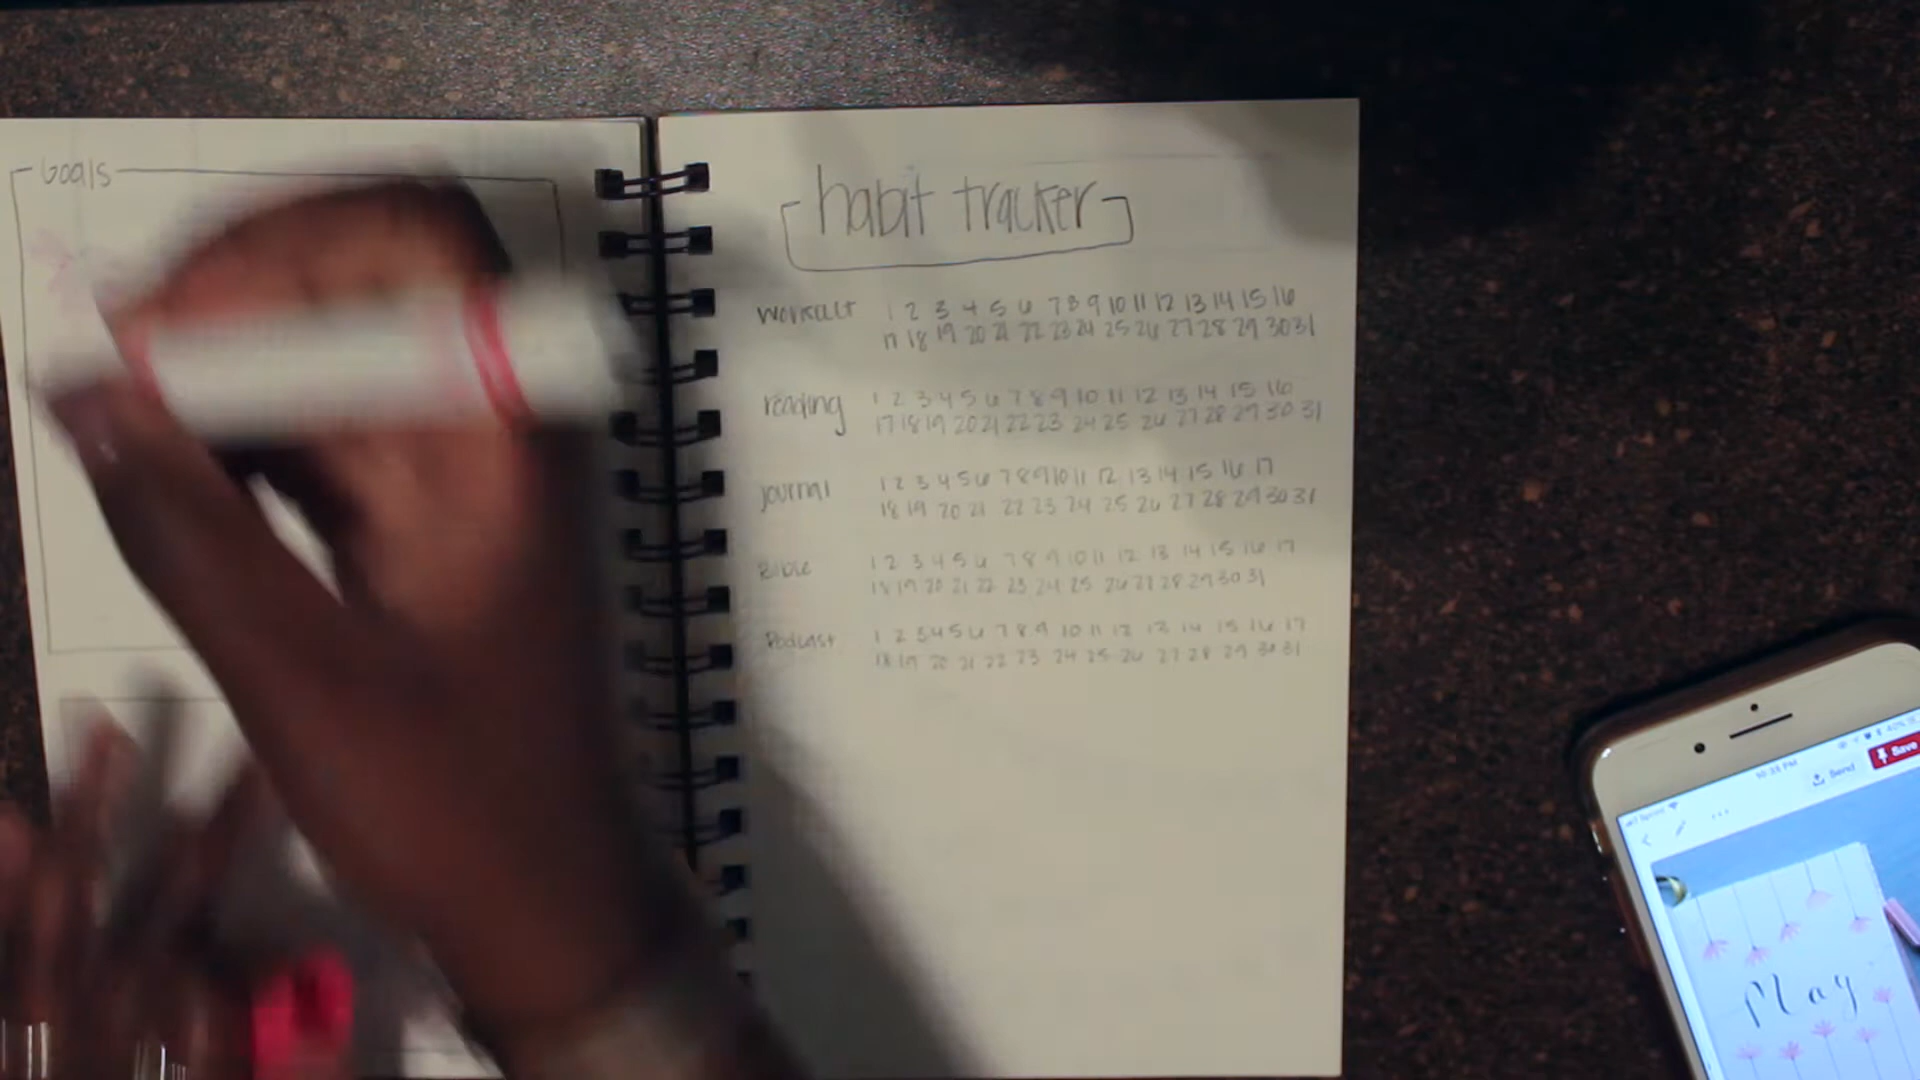 Goals
habit tracker
workout 1 2 3 4 5 6 7 8 9 10 11 12 13 14 15 16
17 18 19 20 21 22 23 24 25 26 27 28 29 30 31
reading 1 2 3 4 5 6 7 8 9 10 11 12 13 14 15 16
17 18 19 20 21 22 23 24 25 26 27 28 29 30 31
journal 1 2 3 4 5 6 7 8 9 10 11 12 13 14 15 16 17
18 19 20 21 22 23 24 25 26 27 28 29 30 31
Bible 1 2 3 4 5 6 7 8 9 10 11 12 13 14 15 16 17
18 19 20 21 22 23 24 25 26 27 28 29 30 31
Podcast 1 2 3 4 5 6 7 8 9 10 11 12 13 14 15 16 17
18 19 20 21 22 23 24 25 26 27 28 29 30 31
Sprint
Send
Save
May